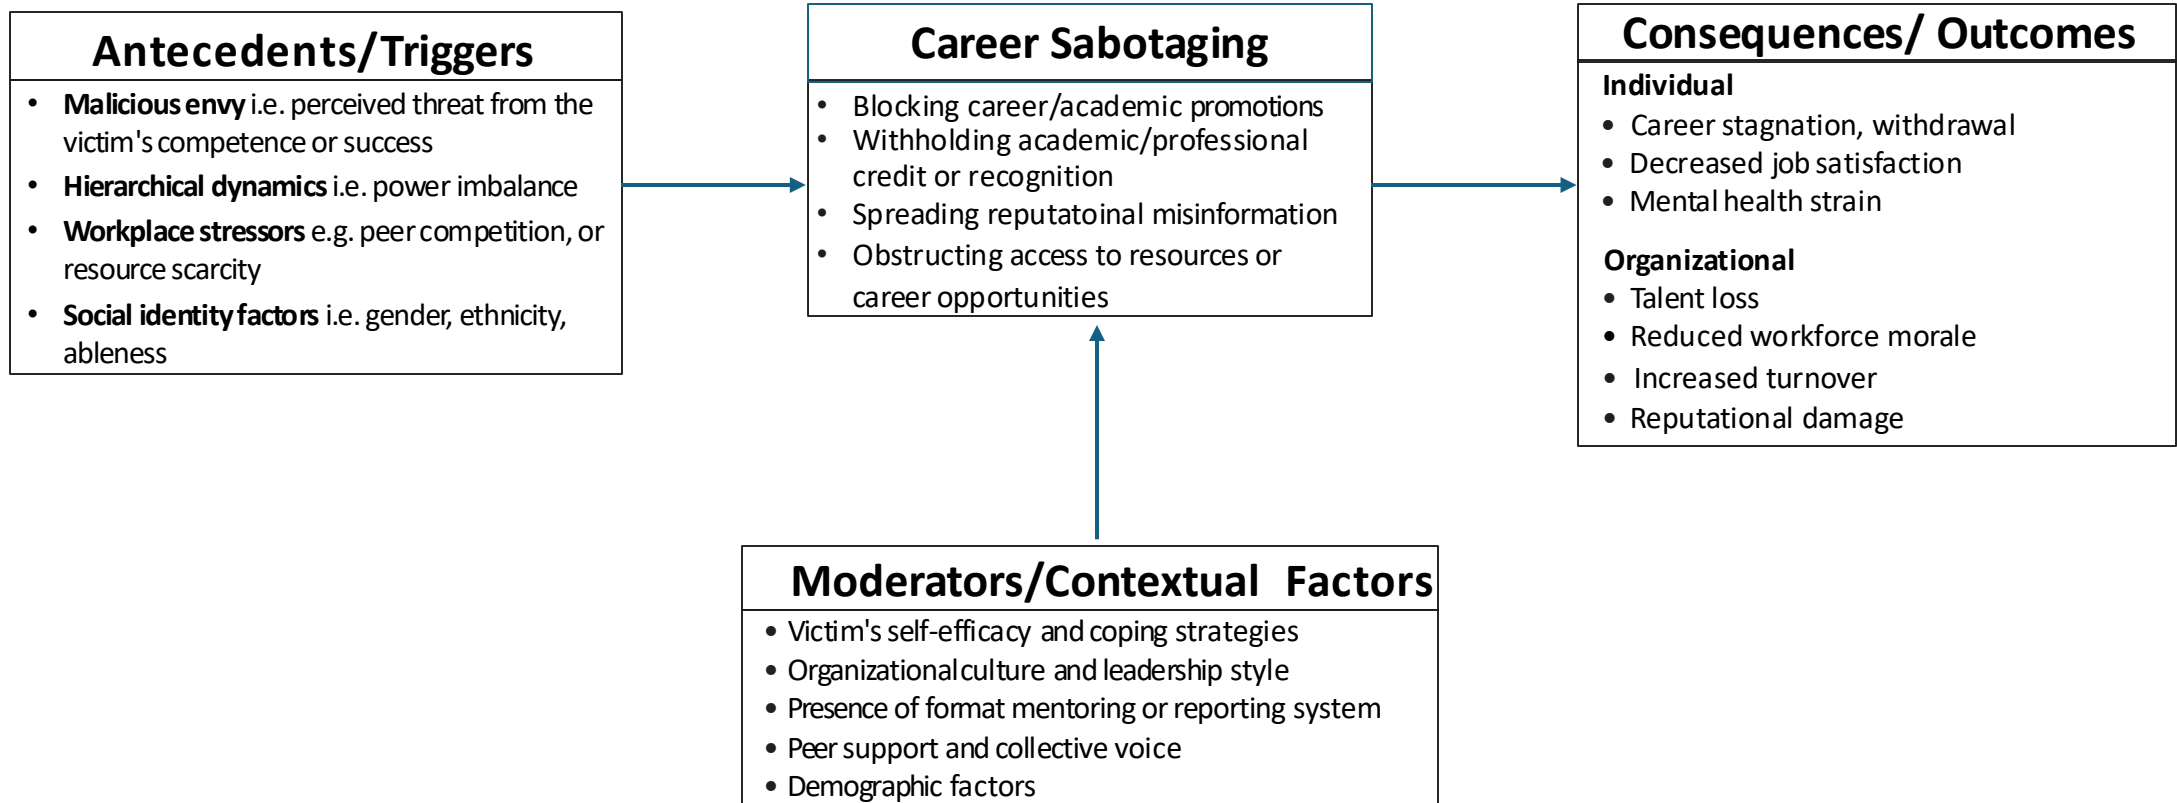 Antecedents/Triggers
• Malicious envy i.e. perceived threat from the
victim's competence or success
• Hierarchical dynamics i.e. power imbalance
• Workplace stressors e.g. peer competition, or
resource scarcity
• Social identity factors i.e. gender, ethnicity,
ableness
Career Sabotaging
• Blocking career/academic promotions
• Withholding academic/professional
credit or recognition
• Spreading reputatoinal misinformation
• Obstructing access to resources or
career opportunities
Consequences/ Outcomes
Individual
• Career stagnation, withdrawal
• Decreased job satisfaction
• Mental health strain
Organizational
• Talent loss
• Reduced workforce morale
• Increased turnover
• Reputational damage
Moderators/Contextual Factors
• Victim's self-efficacy and coping strategies
• Organizational culture and leadership style
• Presence of format mentoring or reporting system
• Peer support and collective voice
• Demographic factors